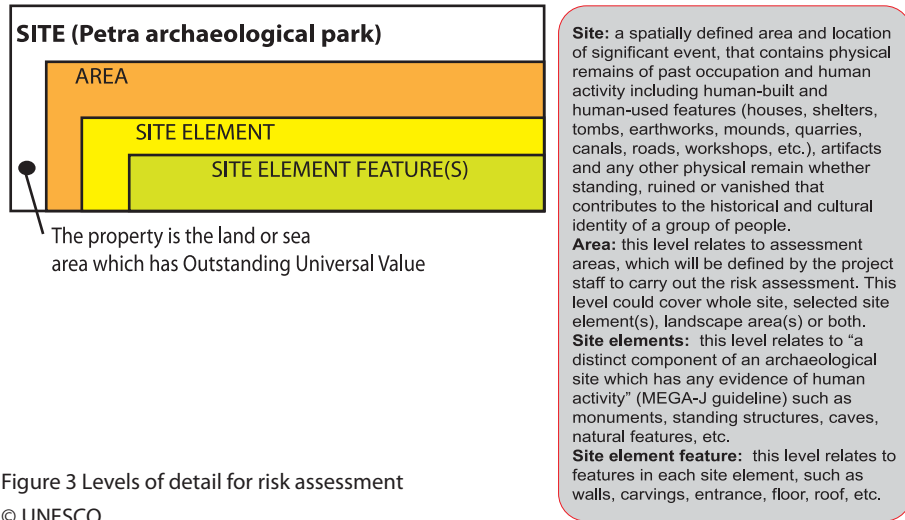 SITE (Petra archaeological park)
AREA
SITE ELEMENT
SITE ELEMENT FEATURE(S)
The property is the land or sea
area which has Outstanding Universal Value
Figure 3 Levels of detail for risk assessment
© UNESCO
Site: a spatially defined area and location
of significant event, that contains physical
remains of past occupation and human
activity including human-built and
human-used features (houses, shelters,
tombs, earthworks, mounds, quarries,
canals, roads, workshops, etc.), artifacts
and any other physical remain whether
standing, ruined or vanished that
contributes to the historical and cultural
identity of a group of people.
Area: this level relates to assessment
areas, which will be defined by the project
staff to carry out the risk assessment. This
level could cover whole site, selected site
element(s), landscape area(s) or both.
Site elements: this level relates to “a
distinct component of an archaeological
site which has any evidence of human
activity” (MEGA-J guideline) such as
monuments, standing structures, caves,
natural features, etc.
Site element feature: this level relates to
features in each site element, such as
walls, carvings, entrance, floor, roof, etc.